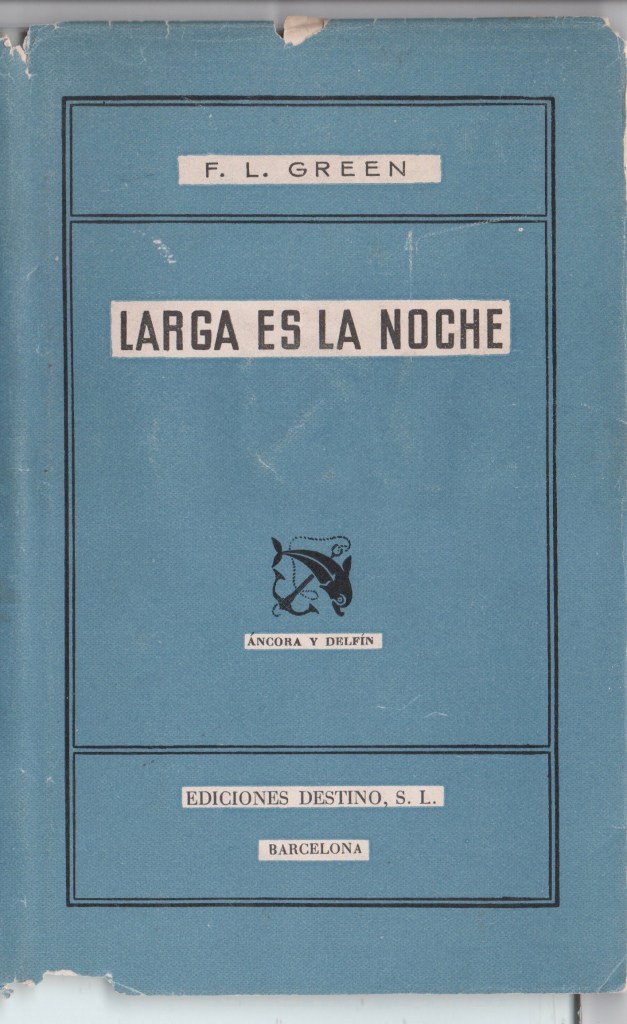 F. L. GREEN
LARGA ES LA NOCHE
ÁNCORA Y DELFÍN
EDICIONES DESTINO, S. L.
BARCELONA